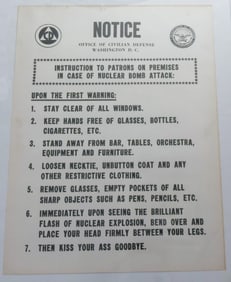 NOTICE
OFFICE OF CIVILIAN DEFENSE
WASHINGTON D. C.
INSTRUCTION TO PATRONS ON PREMISES
IN CASE OF NUCLEAR BOMB ATTACK:
UPON THE FIRST WARNING:
1. STAY CLEAR OF ALL WINDOWS.
2. KEEP HANDS FREE OF GLASSES, BOTTLES,
CIGARETTES, ETC.
3. STAND AWAY FROM BAR, TABLES, ORCHESTRA,
EQUIPMENT AND FURNITURE.
4. LOOSEN NECKTIE, UNBUTTON COAT AND ANY
OTHER RESTRICTIVE CLOTHING.
5. REMOVE GLASSES, EMPTY POCKETS OF ALL
SHARP OBJECTS SUCH AS PENS, PENCILS, ETC.
6. IMMEDIATELY UPON SEEING THE BRILLIANT
FLASH OF NUCLEAR EXPLOSION, BEND OVER AND
PLACE YOUR HEAD FIRMLY BETWEEN YOUR LEGS.
7. THEN KISS YOUR ASS GOODBYE.